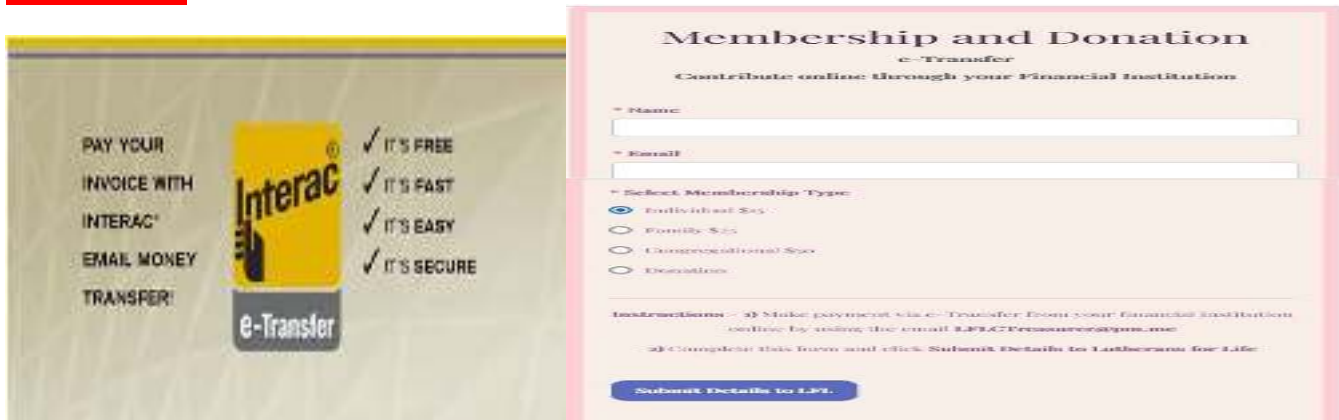 PAY YOUR
INVOICE WITH
INTERAC®
EMAIL MONEY
TRANSFER!
Interac®
e-Transfer
✓ IT'S FREE
✓ IT'S FAST
✓ IT'S EASY
✓ IT'S SECURE
Membership and Donation
e-Transfer
Contribute online through your Financial Institution
* Name
* Email
* Select Membership Type
Individual $15
Family $25
Congregational $50
Donation
Instructions - 1) Make payment via e-Transfer from your financial institution
online by using the email LFLCTreasurer@pm.me
2) Complete this form and click Submit Details to Lutherans for Life
Submit Details to LFL